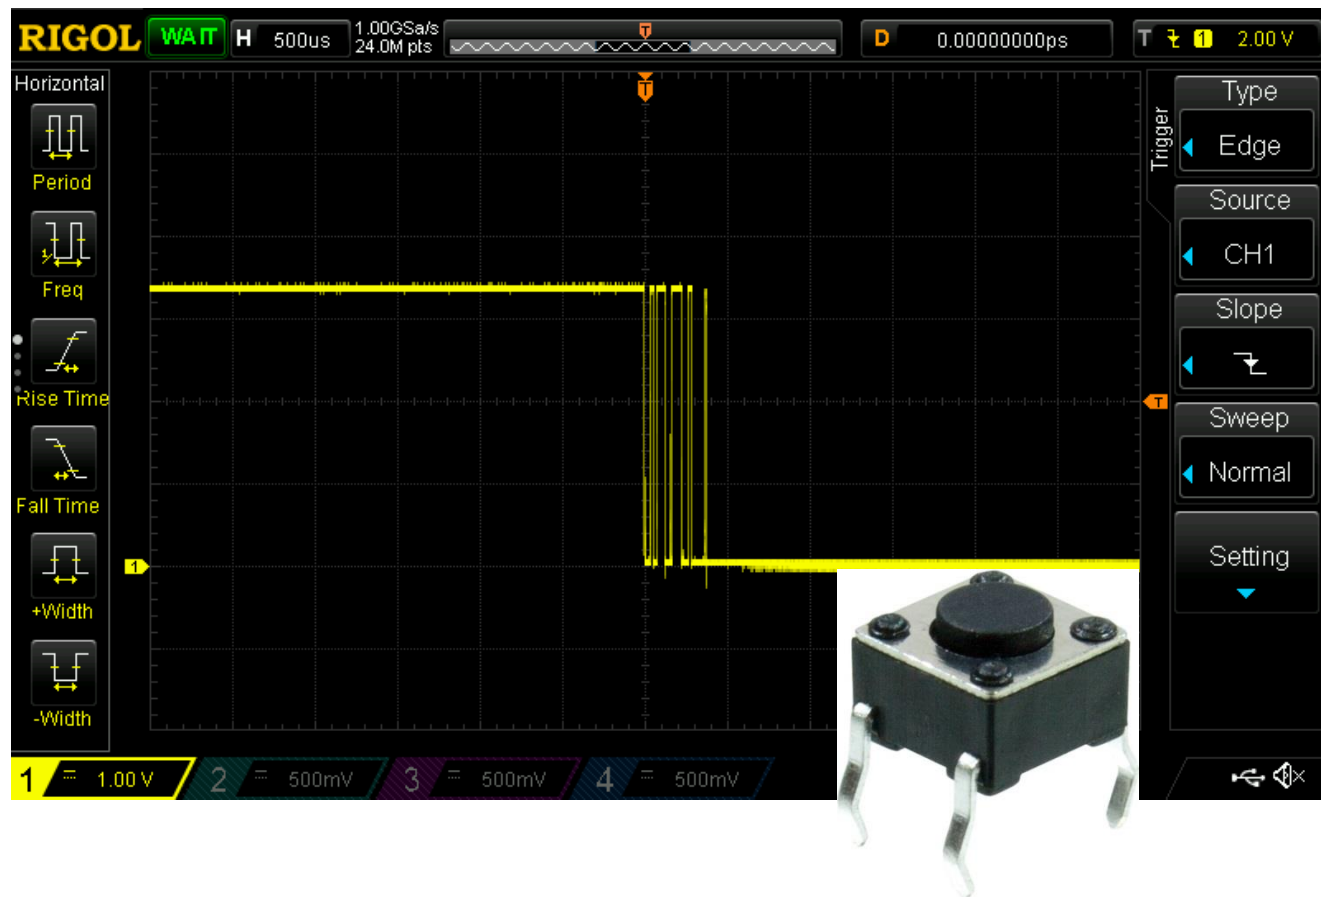 RIGOL WAIT H 500us 1.00GSa/s
24.0M pts
T
D 0.00000000ps T 1 2.00 V
Horizontal
Period
Freq
Rise Time
Fall Time
+Width
-Width
T
1
T
Trigger
Type
Edge
Source
CH1
Slope
Sweep
Normal
Setting
1 1.00 V 2 500mV 3 500mV 4 500mV